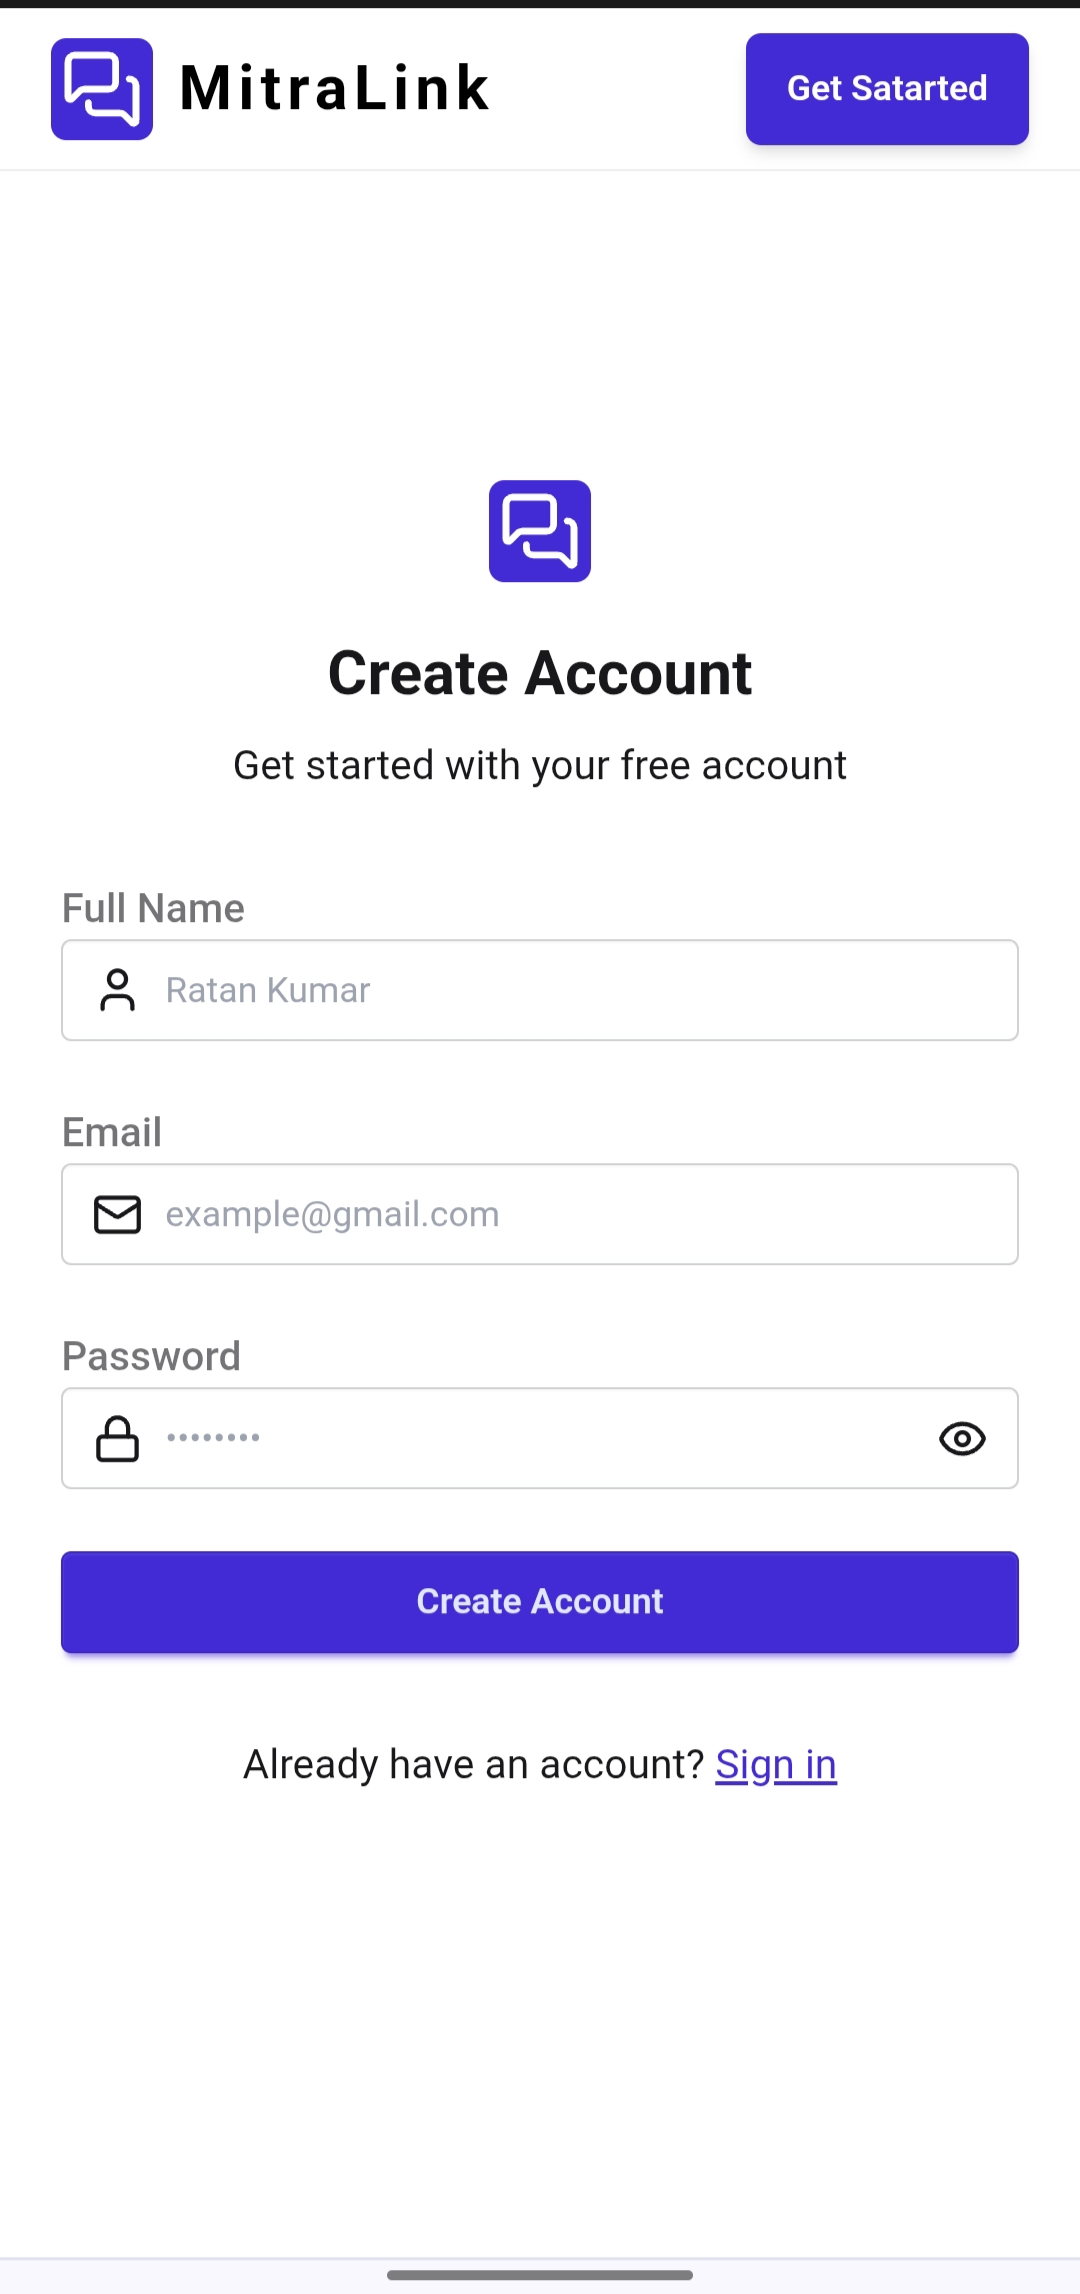 MitraLink
Get Satarted
Create Account
Get started with your free account
Full Name
Ratan Kumar
Email
example@gmail.com
Password
••••••••
Create Account
Already have an account? Sign in